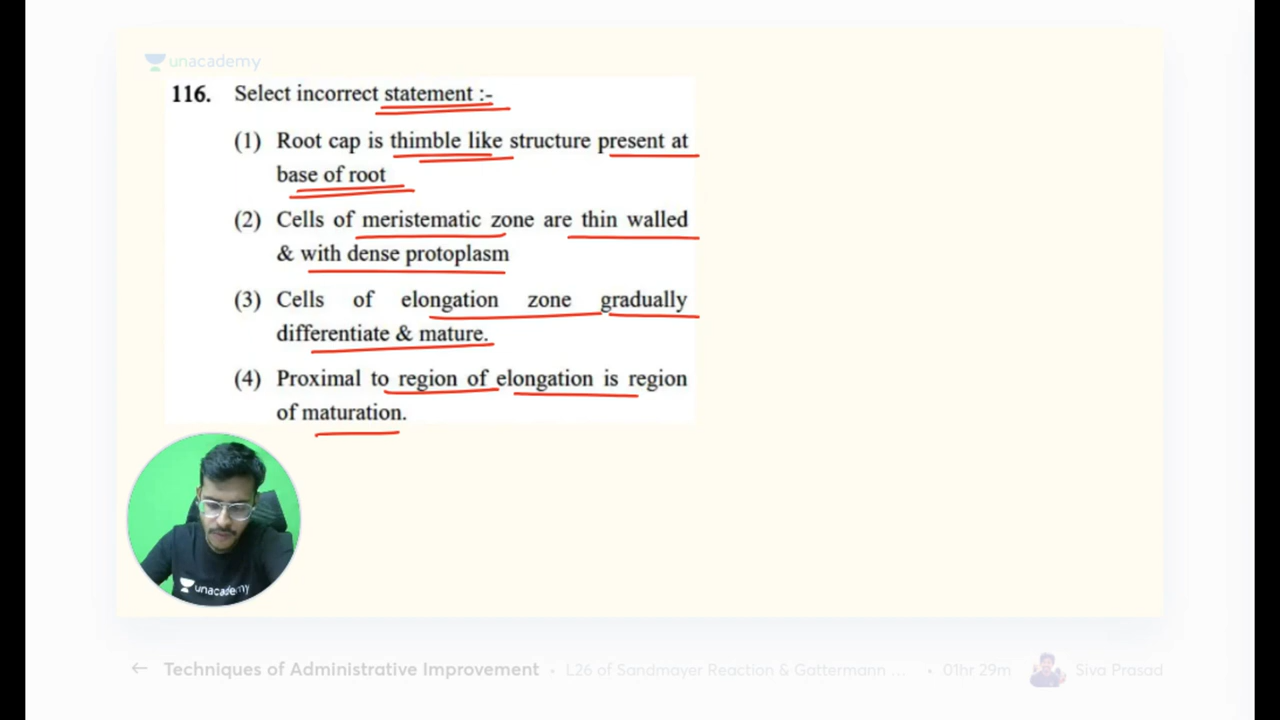 unacademy
116. Select incorrect statement :-
(1) Root cap is thimble like structure present at
base of root
(2) Cells of meristematic zone are thin walled
& with dense protoplasm
(3) Cells of elongation zone gradually
differentiate & mature.
(4) Proximal to region of elongation is region
of maturation.
unacademy
← Techniques of Administrative Improvement • L26 of Sandmayer Reaction & Gattermann ... • 01hr 29m Siva Prasad